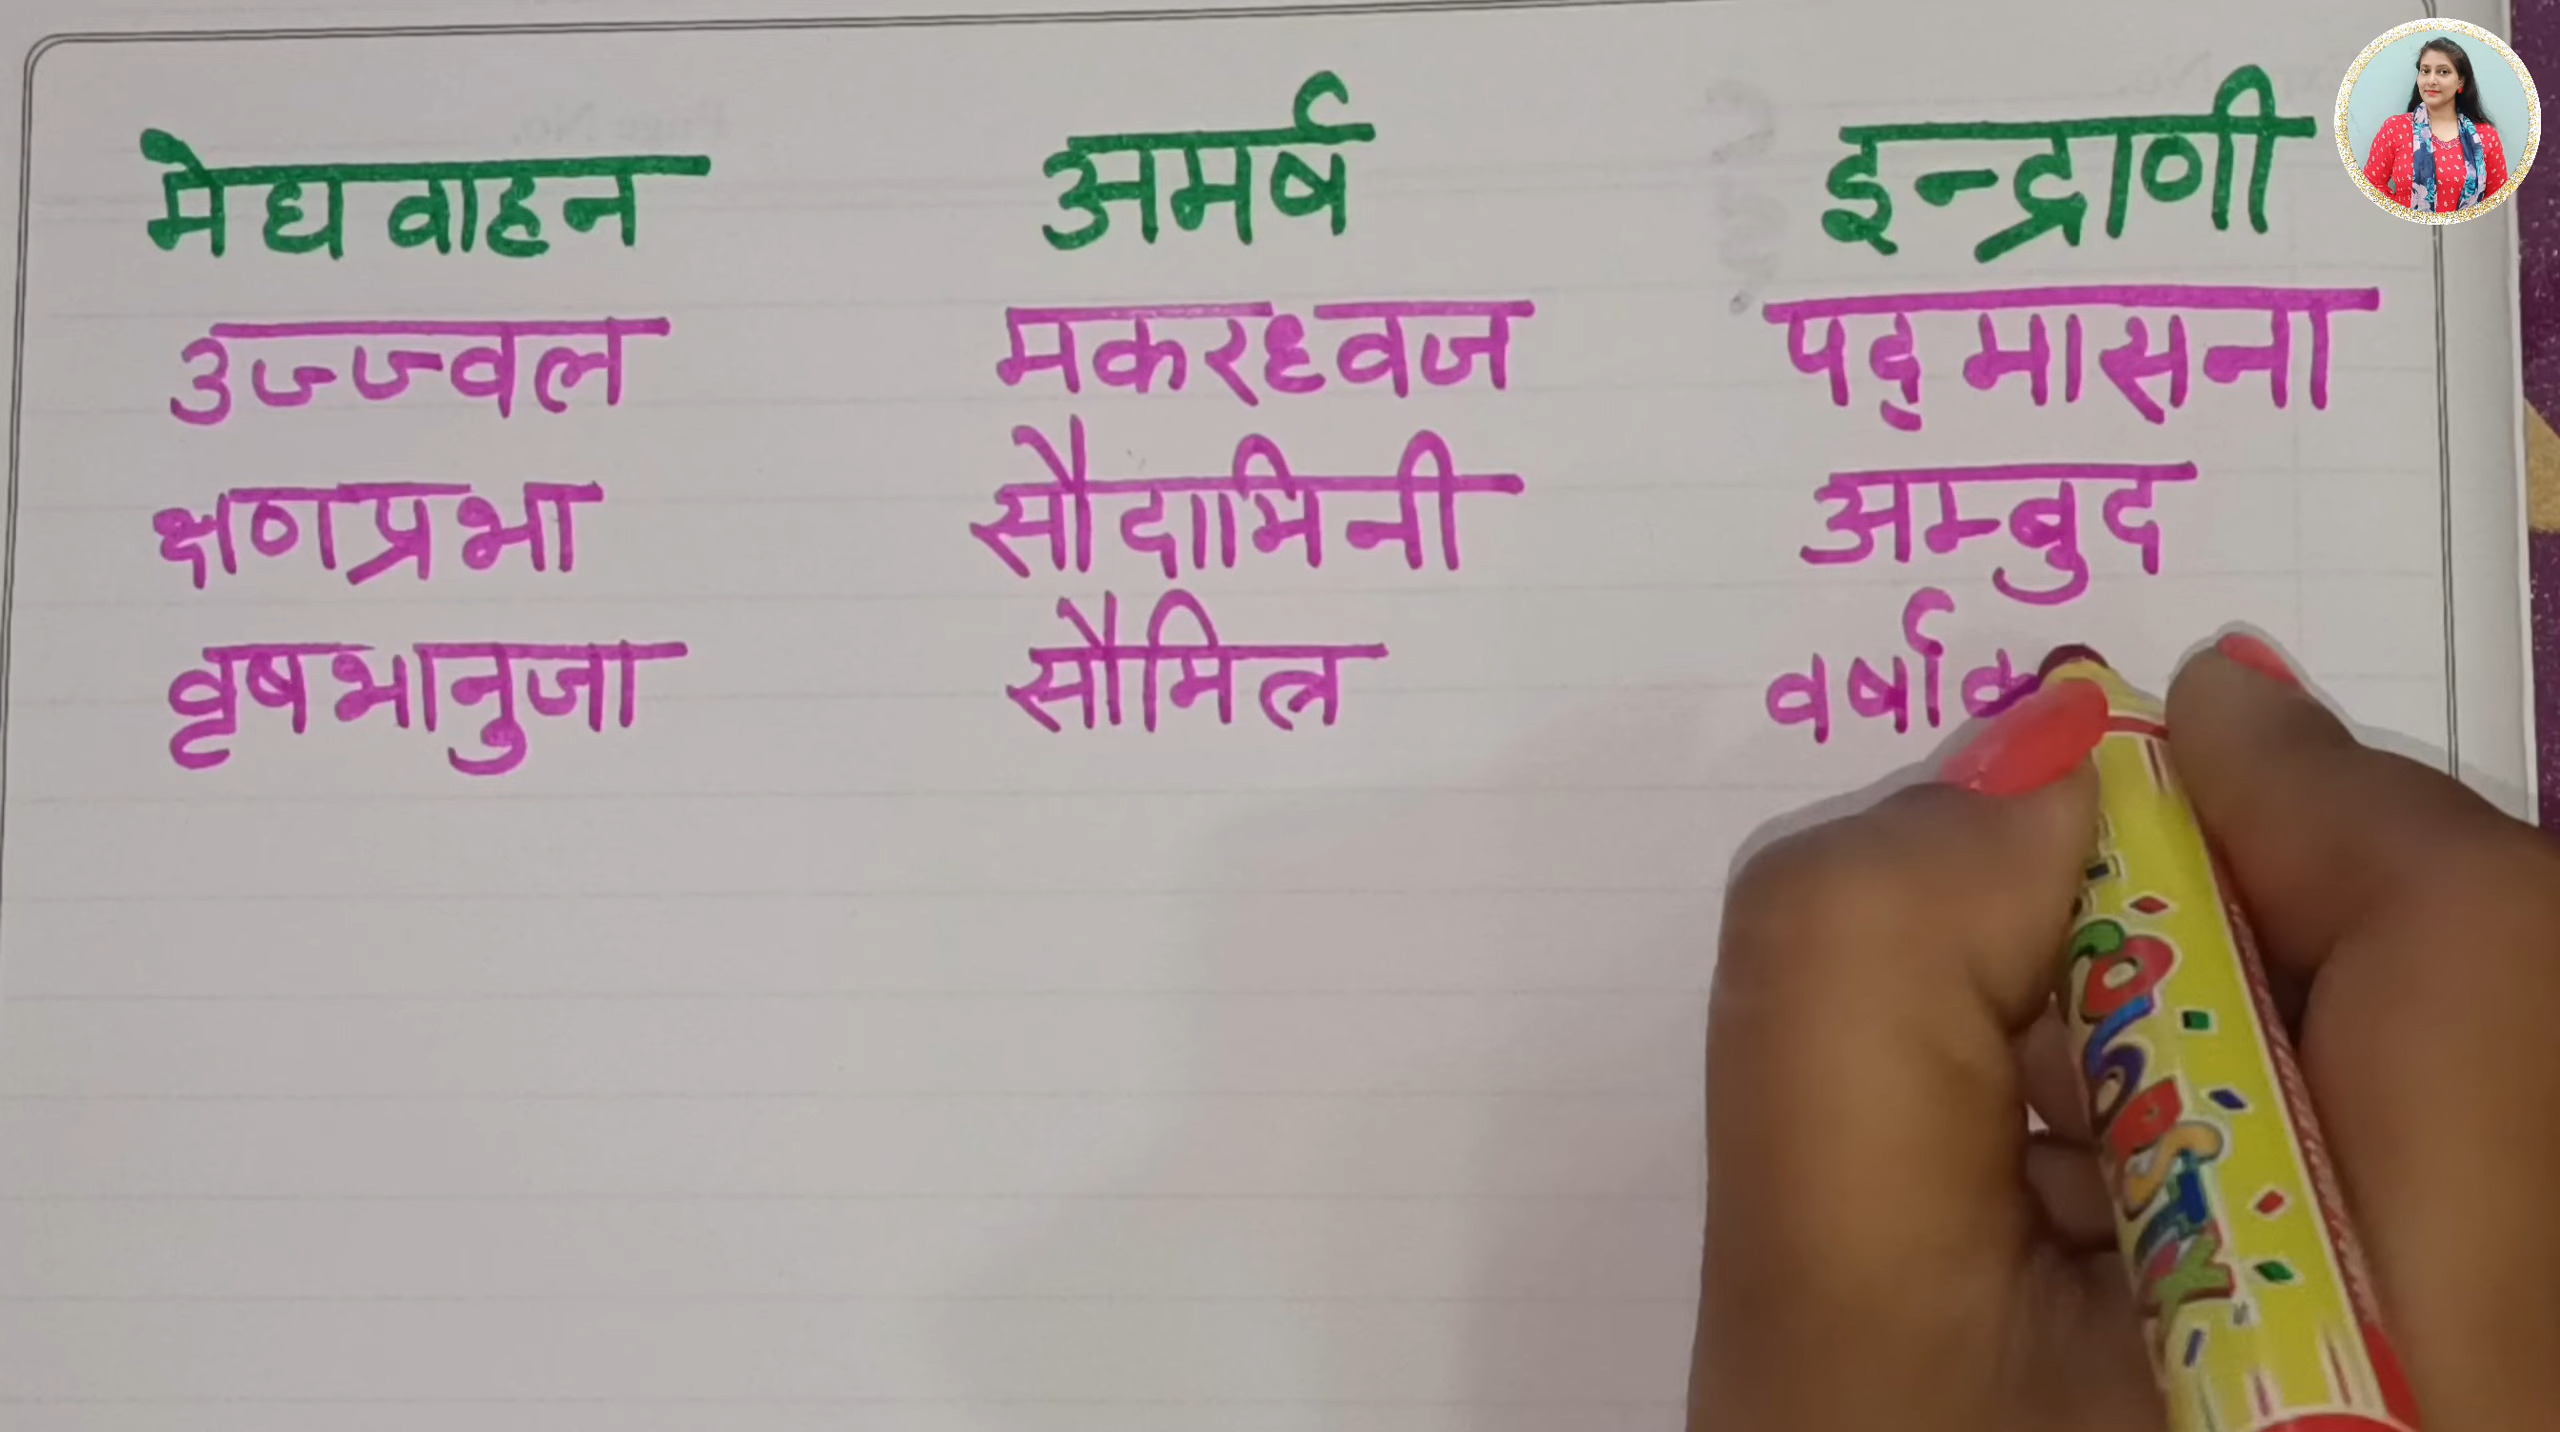 मेघवाहन अमर्ष इन्द्राणी
उज्ज्वल मकरध्वज पद्मासना
क्षणप्रभा सौदामिनी अम्बुद
वृषभानुजा सौमित्र